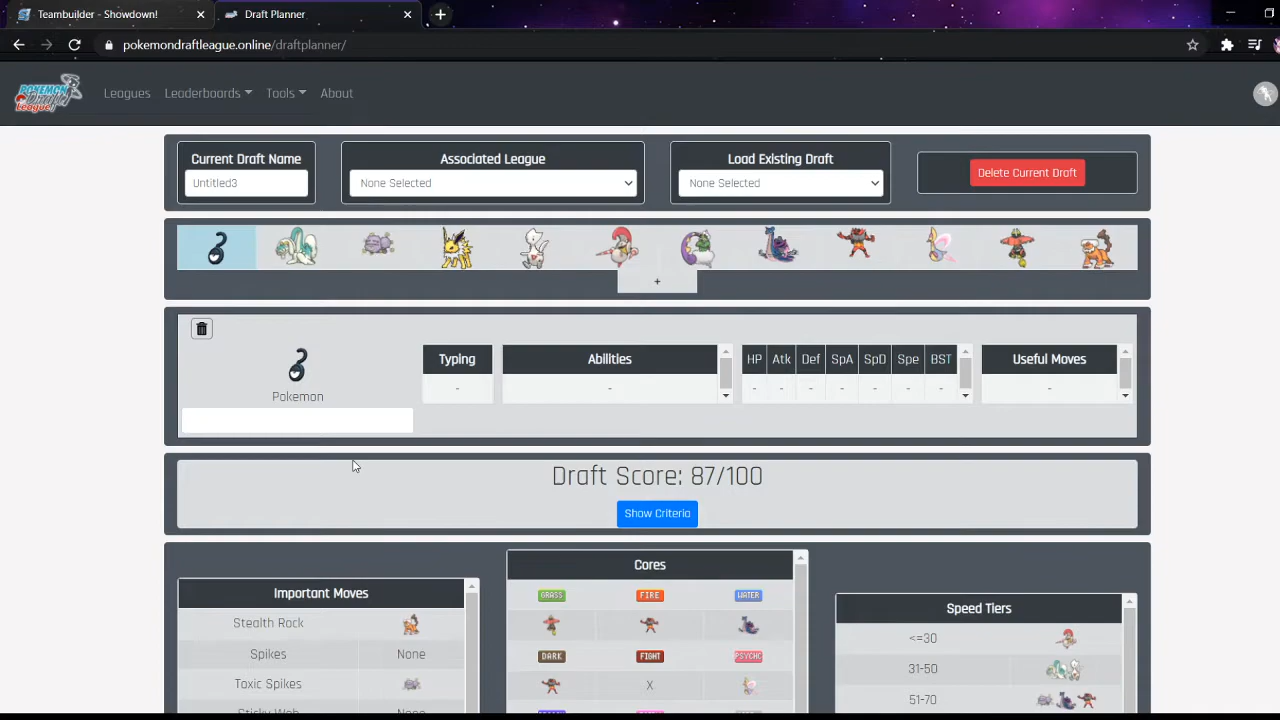 Teambuilder - Showdown!
Draft Planner
pokemondraftleague.online/draftplanner/
Leagues Leaderboards Tools About
Current Draft Name
Untitled3
Associated League
None Selected
Load Existing Draft
None Selected
Delete Current Draft
+
Pokemon
Typing
-
Abilities
-
HP Atk Def SpA SpD Spe BST
- - - - - - -
Useful Moves
-
Draft Score: 87/100
Show Criteria
Important Moves
Stealth Rock
Spikes None
Toxic Spikes
Sticky Web None
Cores
GRASS FIRE WATER
DARK FIGHT PSYCHC
X
Speed Tiers
<=30
31-50
51-70